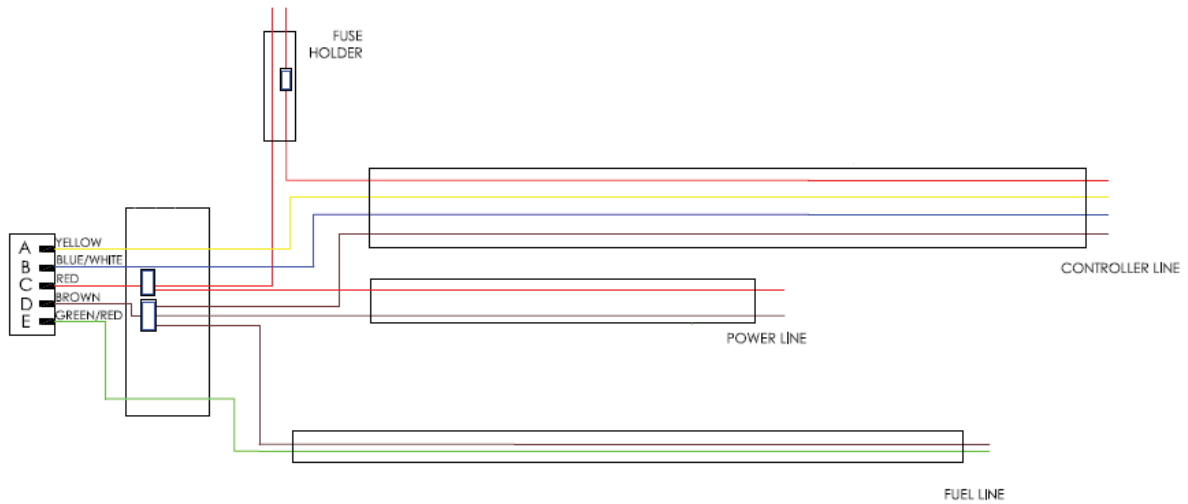 FUSE
HOLDER
A YELLOW
B BLUE/WHITE
C RED
D BROWN
E GREEN/RED
CONTROLLER LINE
POWER LINE
FUEL LINE